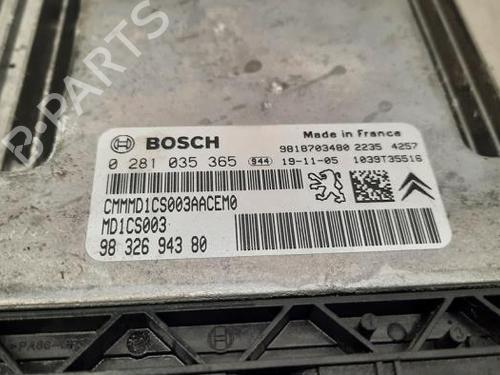 B-PARTS
BOSCH
Made in France
9818703480 2235 4257
0 281 035 365 944 19-11-05 1039T35516
CMMMD1CS003AACEM0
MD1CS003
98 326 943 80